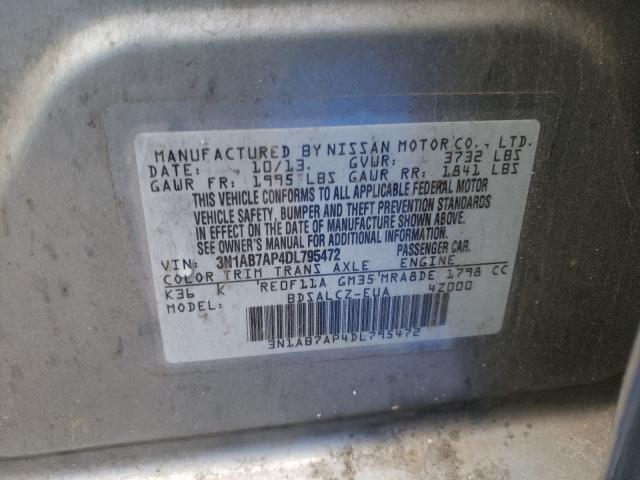 MANUFACTURED BY NISSAN MOTOR CO., LTD.
DATE: 10/13. GVWR: 3732 LBS
GAWR FR: 1995 LBS GAWR RR: 1841 LBS
THIS VEHICLE CONFORMS TO ALL APPLICABLE FEDERAL MOTOR
VEHICLE SAFETY, BUMPER AND THEFT PREVENTION STANDARDS
IN EFFECT ON THE DATE OF MANUFACTURE SHOWN ABOVE.
SEE OWNER'S MANUAL FOR ADDITIONAL INFORMATION.
VIN: 3N1AB7AP4DL795472 PASSENGER CAR.
COLOR TRIM TRANS AXLE ENGINE
K36 K RE0F11A GM35 MRA8DE 1798 CC
MODEL: BDSALCZ-EUA 4Z000
3N1AB7AP4DL795472